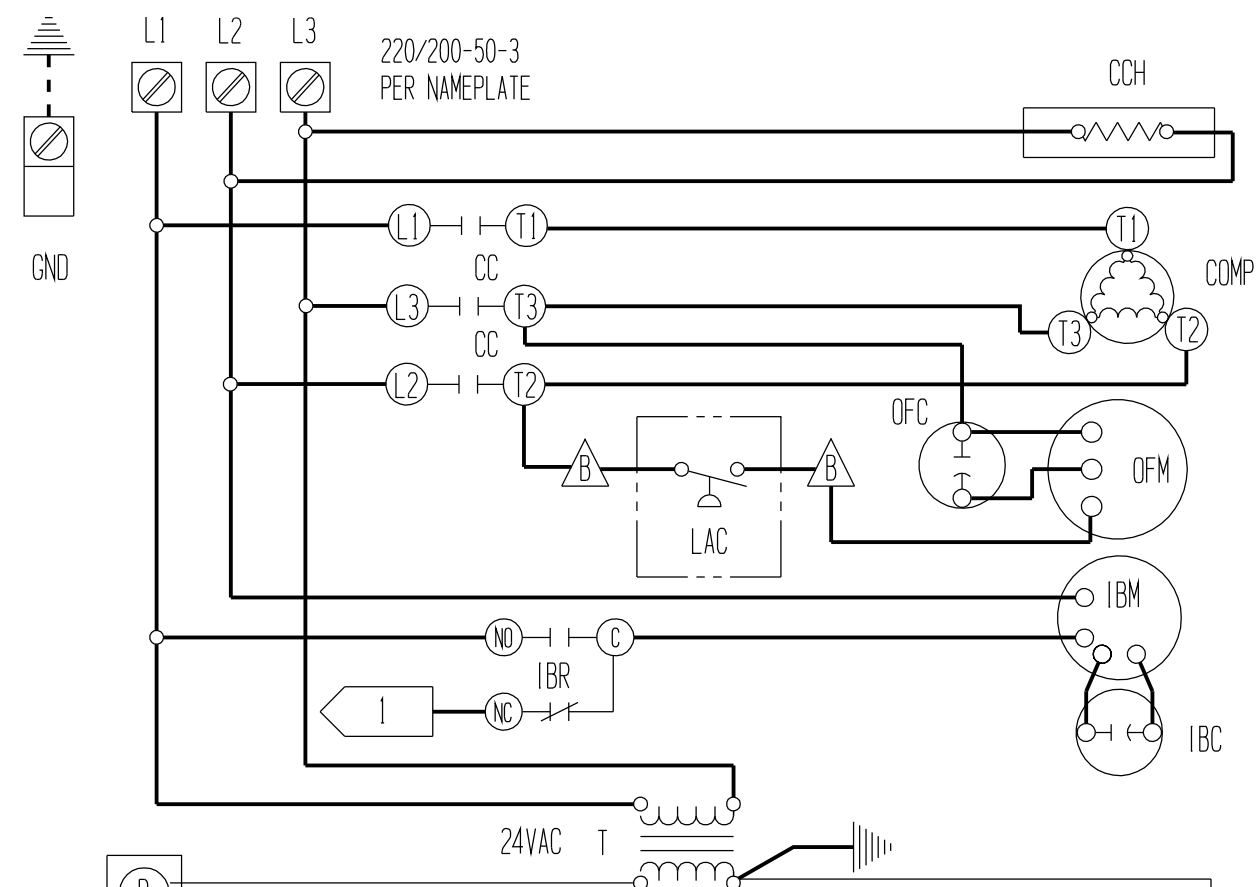 L1 L2 L3
220/200-50-3
PER NAMEPLATE
CCH
GND
L1 T1 T1
CC
COMP
L3 T3
T3 T2
CC
L2 T2
OFC
B B OFM
LAC
IBM
NO C
IBR
1 NC
IBC
24VAC T